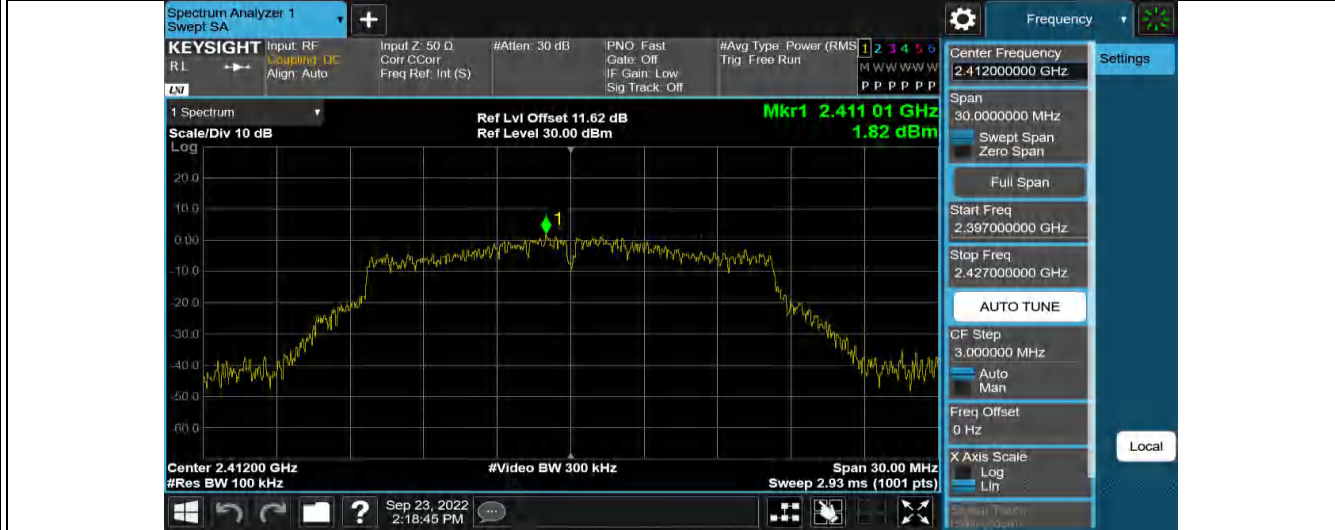 Spectrum Analyzer 1
Swept SA
+
Frequency
KEYSIGHT
RL
LXI
Input: RF
Coupling: DC
Align: Auto
Input Z: 50 Ω
Corr CCorr
Freq Ref: Int (S)
#Atten: 30 dB
PNO: Fast
Gate: Off
IF Gain: Low
Sig Track: Off
#Avg Type: Power (RMS
Trig: Free Run
1 2 3 4 5 6
M W W W W W
P P P P P P
Center Frequency
2.412000000 GHz
Settings
Span
30.0000000 MHz
Swept Span
Zero Span
Full Span
Start Freq
2.397000000 GHz
Stop Freq
2.427000000 GHz
AUTO TUNE
CF Step
3.000000 MHz
Auto
Man
Freq Offset
0 Hz
X Axis Scale
Log
Lin
Local
1 Spectrum
Scale/Div 10 dB
Log
Ref Lvl Offset 11.62 dB
Ref Level 30.00 dBm
Mkr1 2.411 01 GHz
1.82 dBm
20.0
10.0
0.00
-10.0
-20.0
-30.0
-40.0
-50.0
-60.0
1
Center 2.41200 GHz
#Res BW 100 kHz
#Video BW 300 kHz
Span 30.00 MHz
Sweep 2.93 ms (1001 pts)
?
Sep 23, 2022
2:18:45 PM